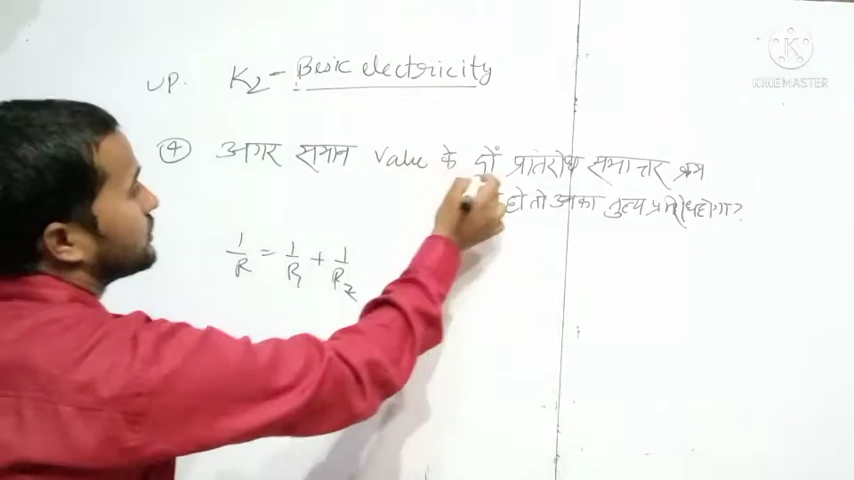 UP. K2 - Besic electricity
④ अगर समान value के दो प्रतिरोध समान्तर क्रम
हो तो उनका तुल्य प्रतिरोध होगा?
1/R = 1/R1 + 1/R2
K
KINEMASTER